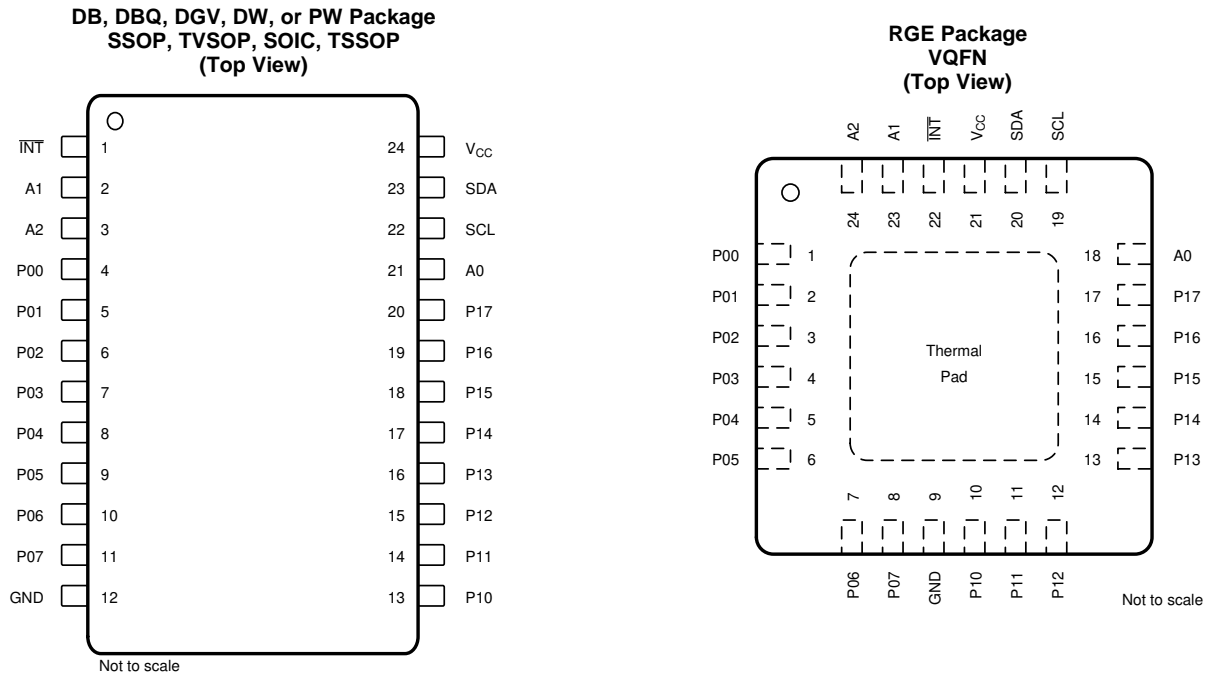 DB, DBQ, DGV, DW, or PW Package
SSOP, TVSOP, SOIC, TSSOP
(Top View)
INT 1 24 VCC
A1 2 23 SDA
A2 3 22 SCL
P00 4 21 A0
P01 5 20 P17
P02 6 19 P16
P03 7 18 P15
P04 8 17 P14
P05 9 16 P13
P06 10 15 P12
P07 11 14 P11
GND 12 13 P10
Not to scale
RGE Package
VQFN
(Top View)
A2 A1 INT VCC SDA SCL
24 23 22 21 20 19
P00 1 18 A0
P01 2 17 P17
P02 3 16 P16
P03 4 15 P15
P04 5 14 P14
P05 6 13 P13
Thermal
Pad
7 8 9 10 11 12
P06 P07 GND P10 P11 P12
Not to scale